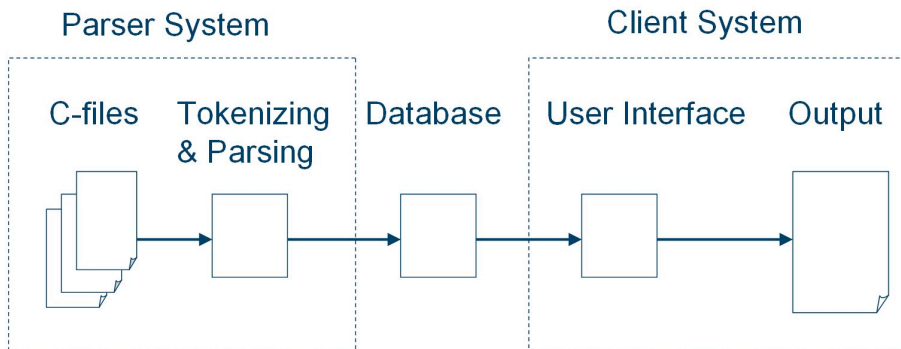 Parser System
Client System
C-files
Tokenizing
& Parsing
Database
User Interface
Output